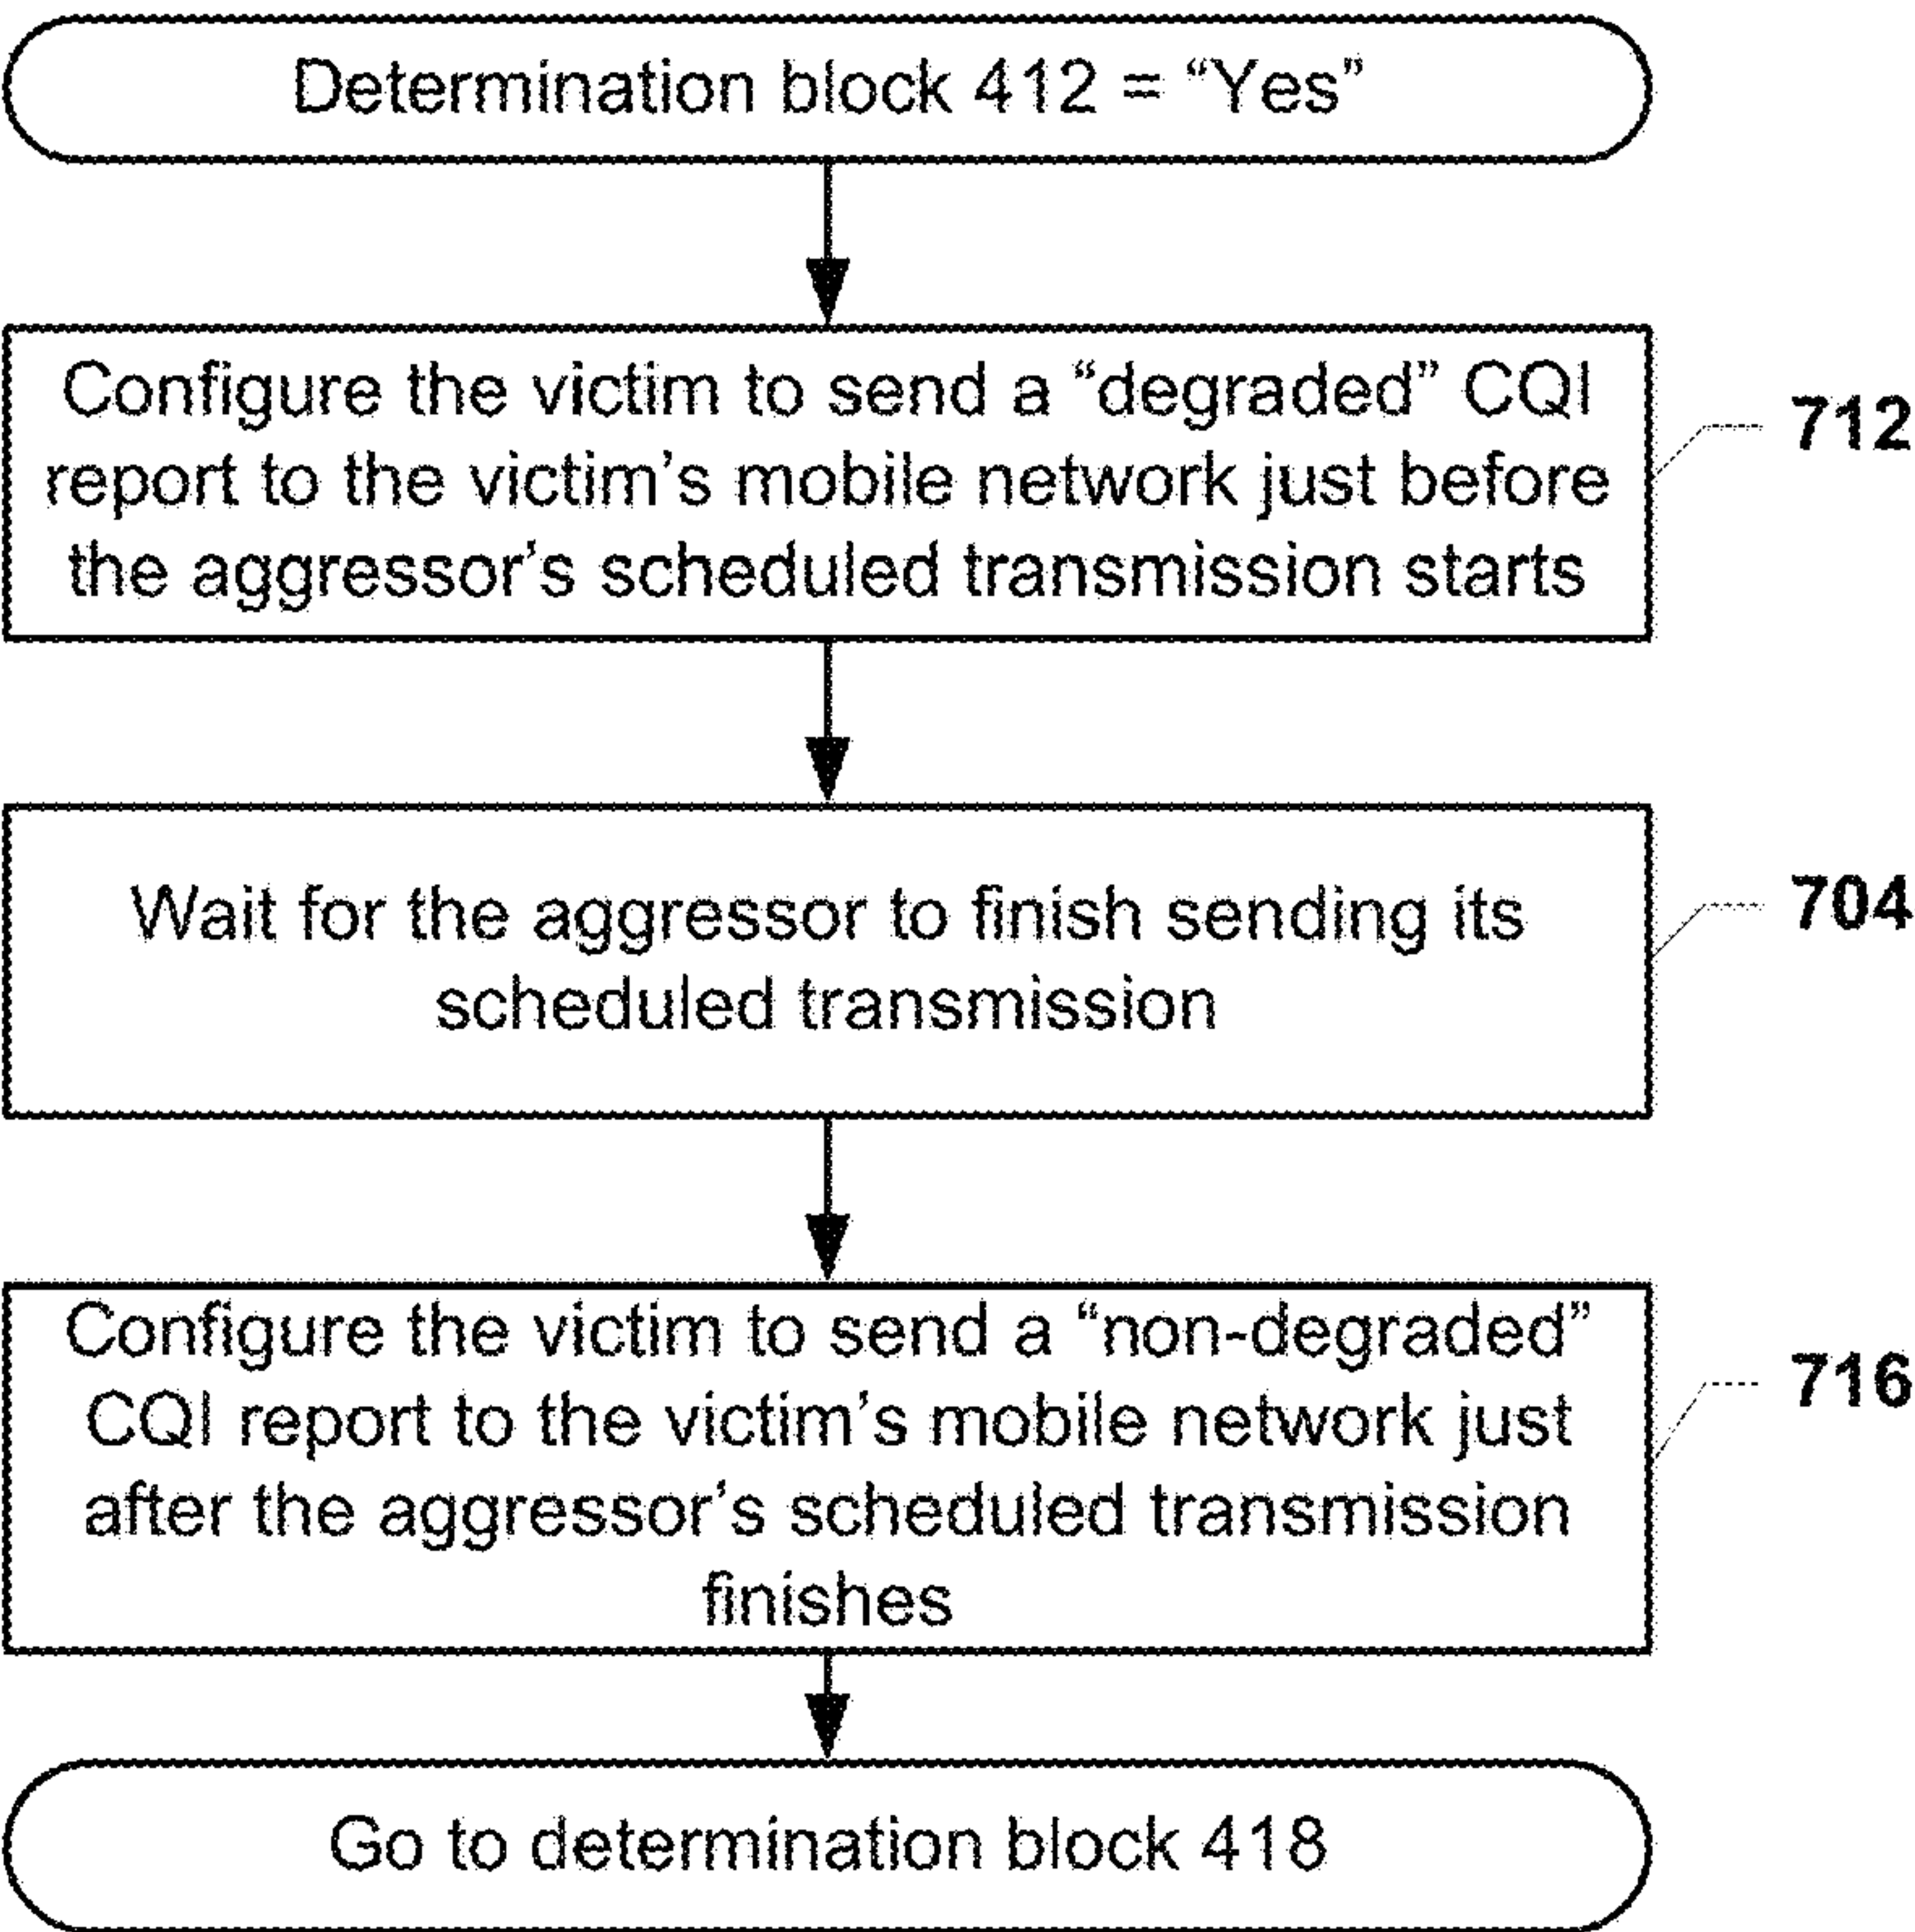 Determination block 412 = “Yes”
Configure the victim to send a “degraded” CQI
report to the victim’s mobile network just before
the aggressor’s scheduled transmission starts
712
Wait for the aggressor to finish sending its
scheduled transmission
704
Configure the victim to send a “non-degraded”
CQI report to the victim’s mobile network just
after the aggressor’s scheduled transmission
finishes
716
Go to determination block 418